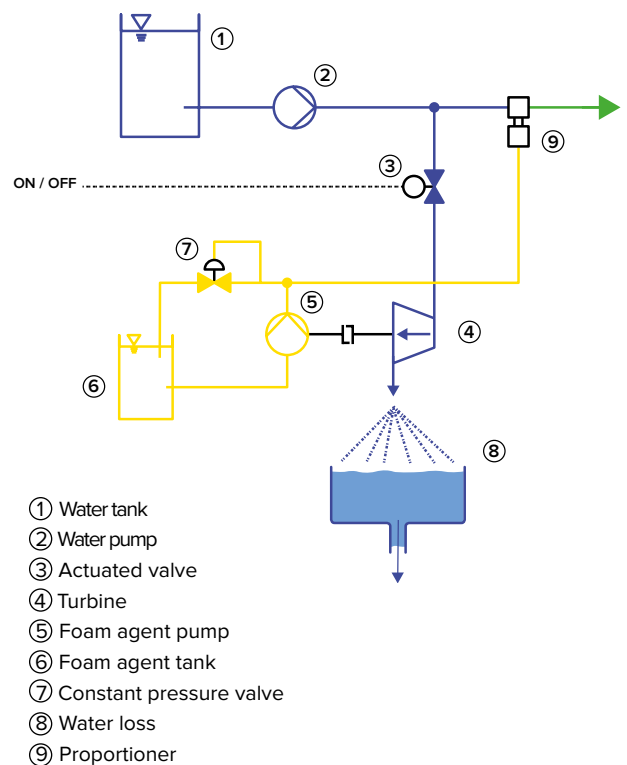 ①
②
③
ON / OFF
⑨
⑦
⑤
④
⑥
⑧
① Water tank
② Water pump
③ Actuated valve
④ Turbine
⑤ Foam agent pump
⑥ Foam agent tank
⑦ Constant pressure valve
⑧ Water loss
⑨ Proportioner